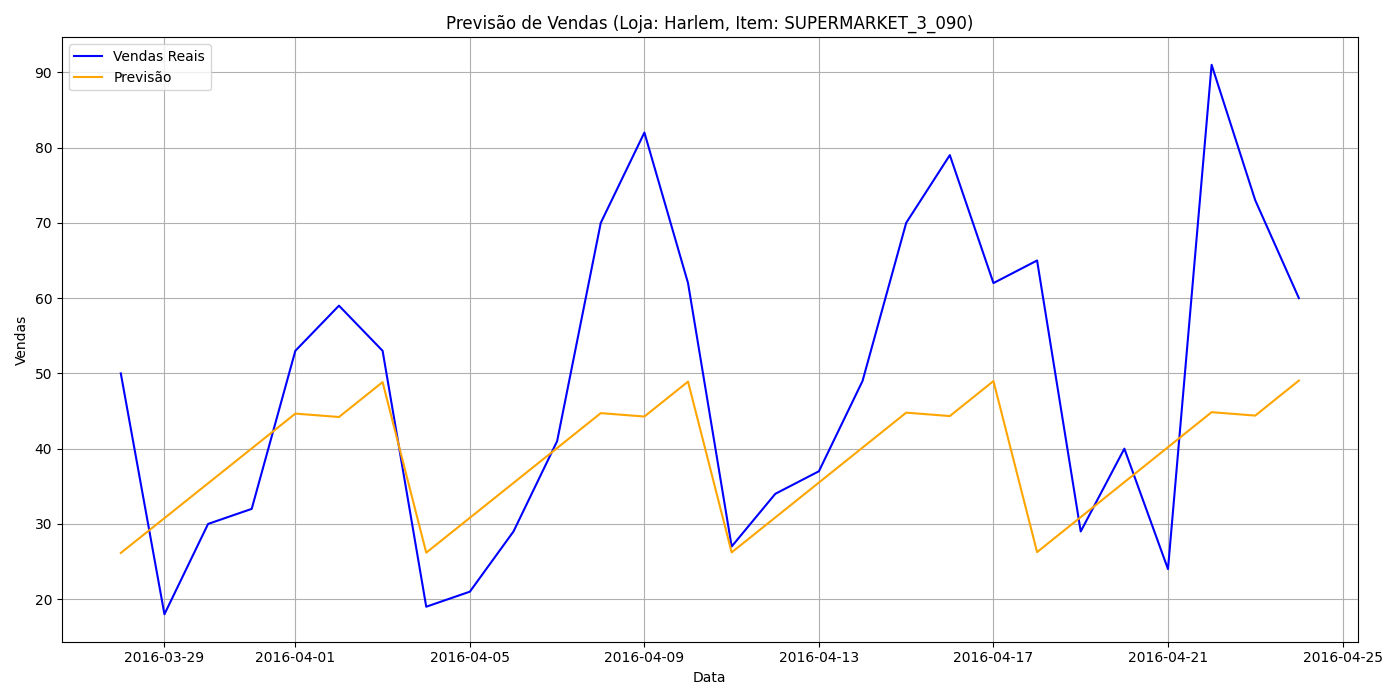 Previsão de Vendas (Loja: Harlem, Item: SUPERMARKET_3_090)
Vendas Reais
Previsão
90
80
70
60
50
40
30
20
Vendas
2016-03-29 2016-04-01 2016-04-05 2016-04-09 2016-04-13 2016-04-17 2016-04-21 2016-04-25
Data